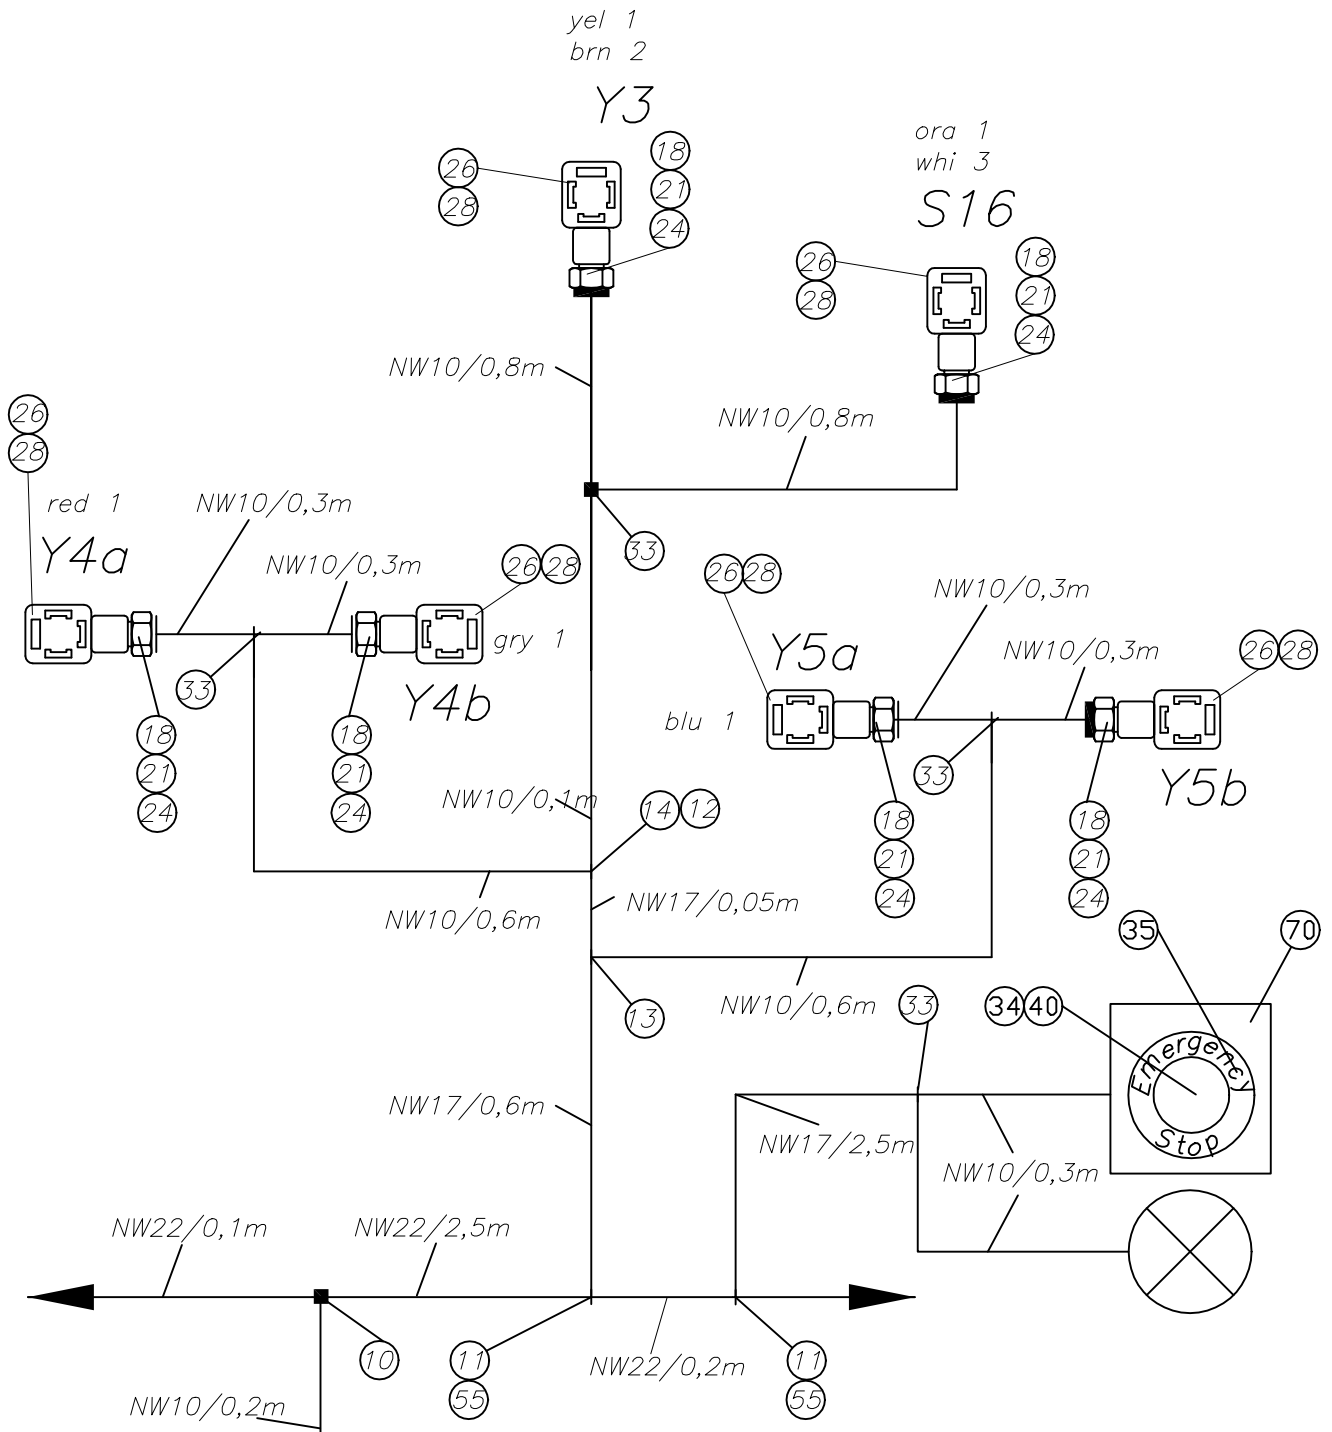 yel 1
brn 2
Y3
ora 1
whi 3
S16
26
28
18
21
24
26
28
18
21
24
NW10/0,8m
NW10/0,8m
26
28
red 1
NW10/0,3m
Y4a
NW10/0,3m
33
26 28
26 28
NW10/0,3m
gry 1
Y5a
NW10/0,3m
26 28
33
Y4b
blu 1
18
21
24
18
21
24
33
Y5b
NW10/0,1m
14 12
18
21
24
18
21
24
NW10/0,6m
NW17/0,05m
35
70
13
NW10/0,6m
33
34 40
Emergency
Stop
NW17/0,6m
NW17/2,5m
NW10/0,3m
NW22/0,1m
NW22/2,5m
10
11
55
NW22/0,2m
11
55
NW10/0,2m